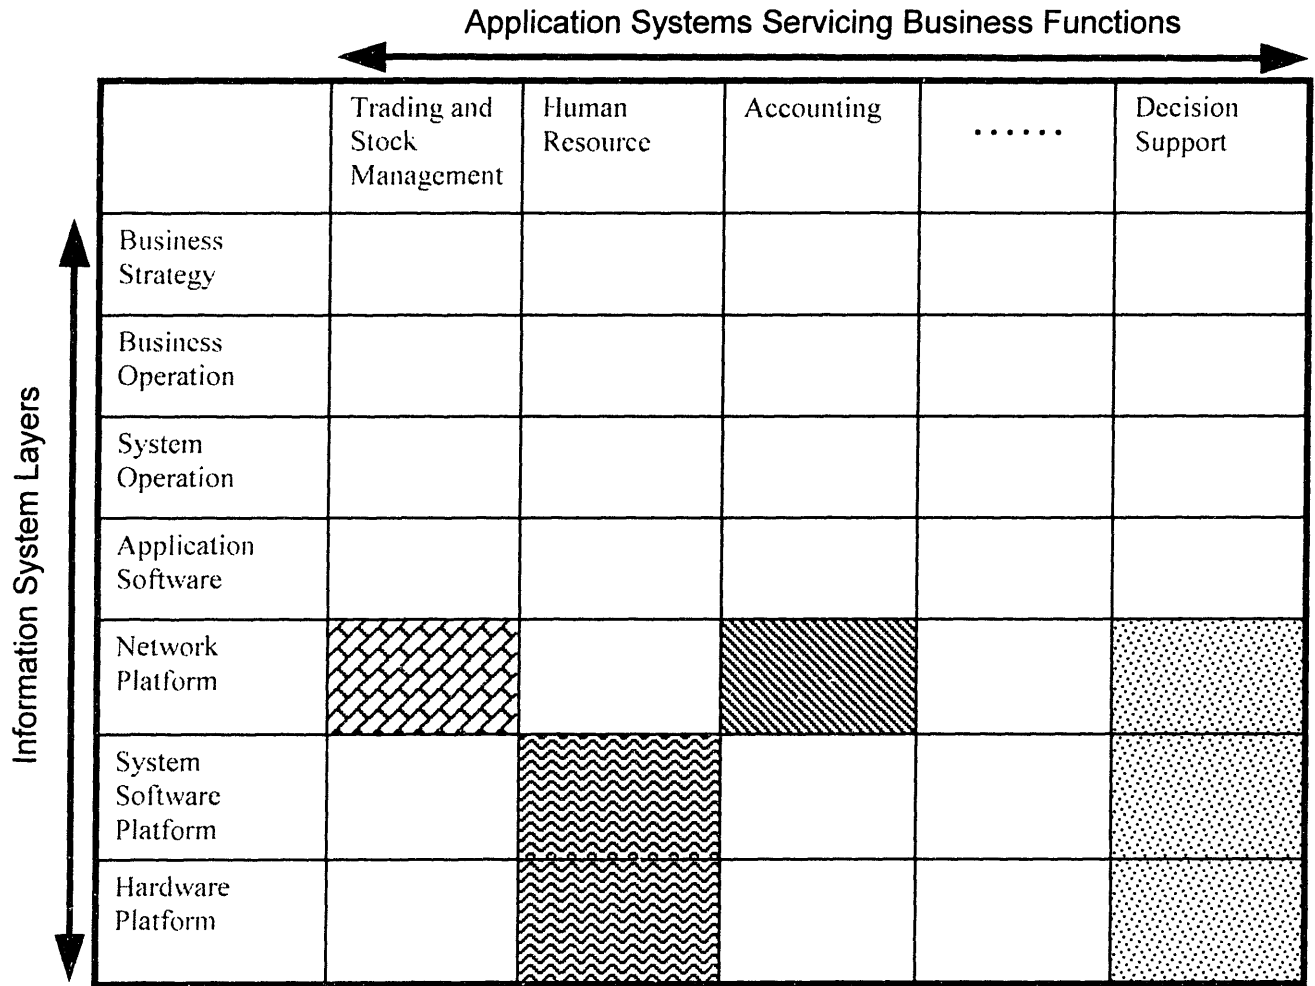 Application Systems Servicing Business Functions
Trading and
Stock
Management
Human
Resource
Accounting
......
Decision
Support
Information System Layers
Business
Strategy
Business
Operation
System
Operation
Application
Software
Network
Platform
System
Software
Platform
Hardware
Platform